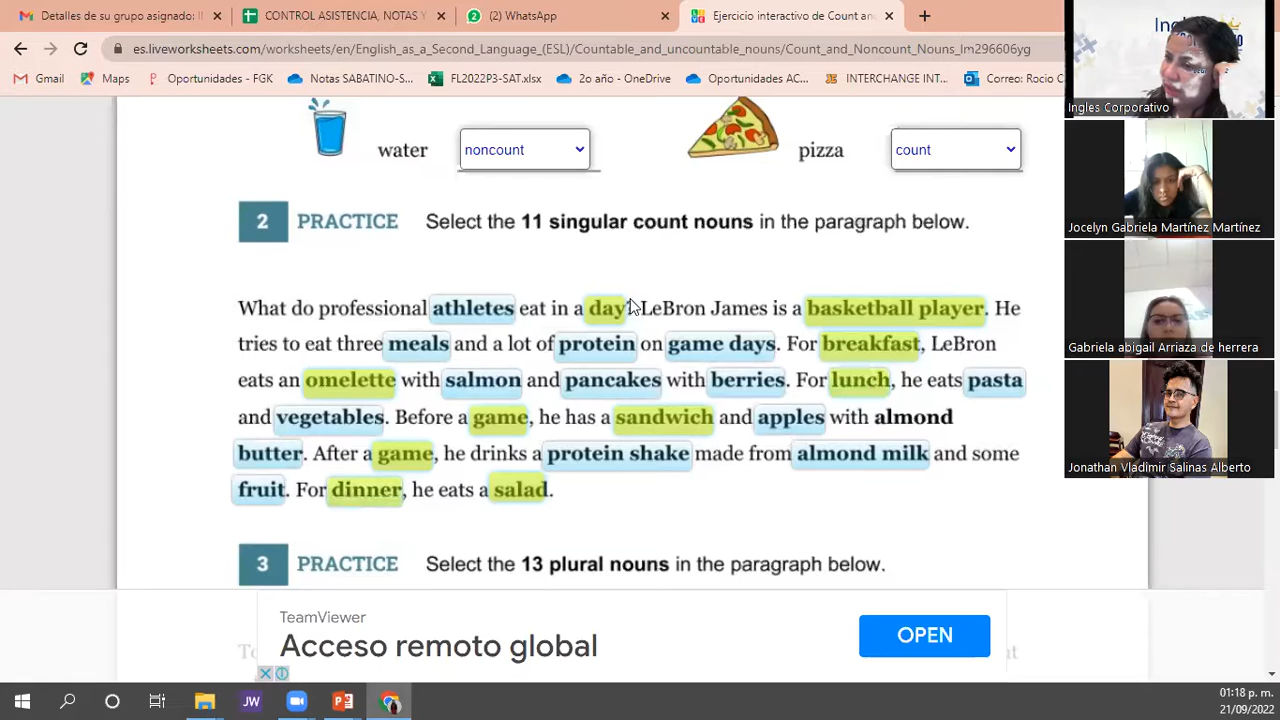 Detalles de su grupo asignado: I
CONTROL ASISTENCIA, NOTAS Y
(2) WhatsApp
Ejercicio interactivo de Count and
es.liveworksheets.com/worksheets/en/English_as_a_Second_Language_(ESL)/Countable_and_uncountable_nouns/Count_and_Noncount_Nouns_lm296606yg
Gmail
Maps
Oportunidades - FGK
Notas SABATINO-S...
FL2022P3-SAT.xlsx
2o año - OneDrive
Oportunidades AC...
INTERCHANGE INT...
Correo: Rocio C
Ingles Corporativo
water
noncount
pizza
count
2 PRACTICE Select the 11 singular count nouns in the paragraph below.
What do professional athletes eat in a day? LeBron James is a basketball player. He
tries to eat three meals and a lot of protein on game days. For breakfast, LeBron
eats an omelette with salmon and pancakes with berries. For lunch, he eats pasta
and vegetables. Before a game, he has a sandwich and apples with almond
butter. After a game, he drinks a protein shake made from almond milk and some
fruit. For dinner, he eats a salad.
3 PRACTICE Select the 13 plural nouns in the paragraph below.
Jocelyn Gabriela Martínez Martínez
Gabriela abigail Arriaza de herrera
Jonathan Vladimir Salinas Alberto
TeamViewer
Acceso remoto global
OPEN
JW
01:18 p. m.
21/09/2022